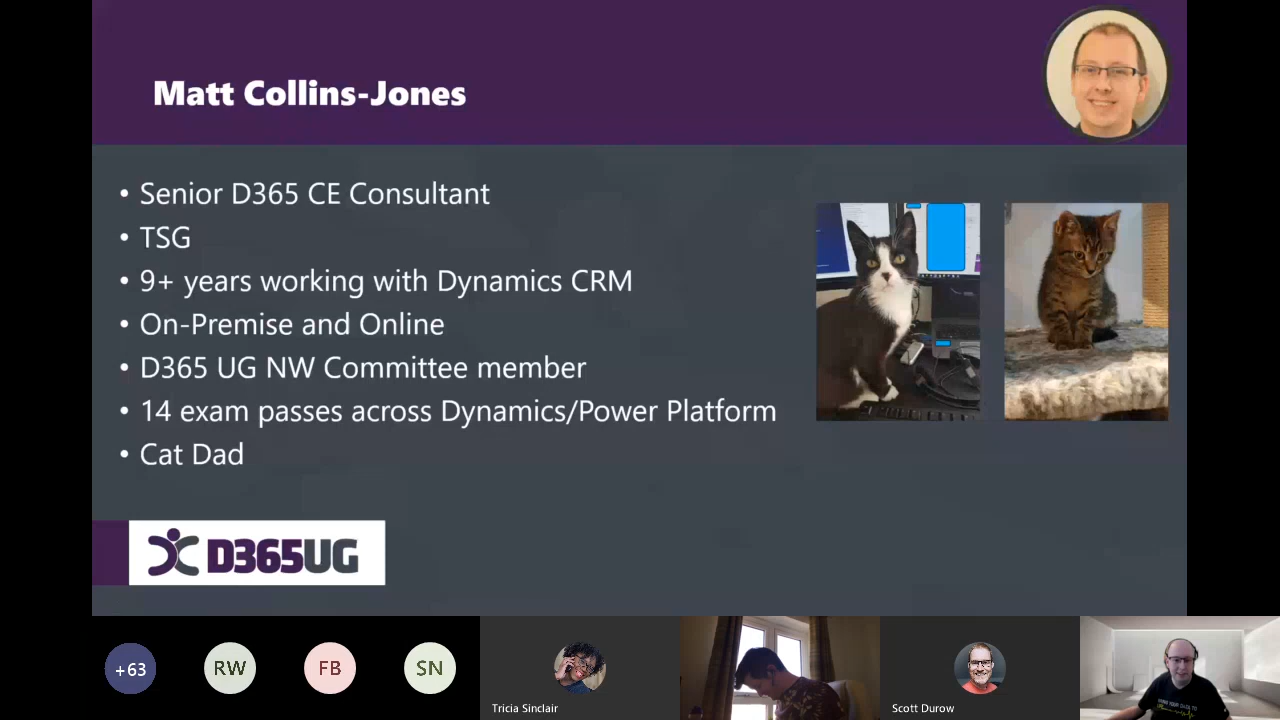 Matt Collins-Jones
• Senior D365 CE Consultant
• TSG
• 9+ years working with Dynamics CRM
• On-Premise and Online
• D365 UG NW Committee member
• 14 exam passes across Dynamics/Power Platform
• Cat Dad
D365UG
+63
RW
FB
SN
Tricia Sinclair
Scott Durow